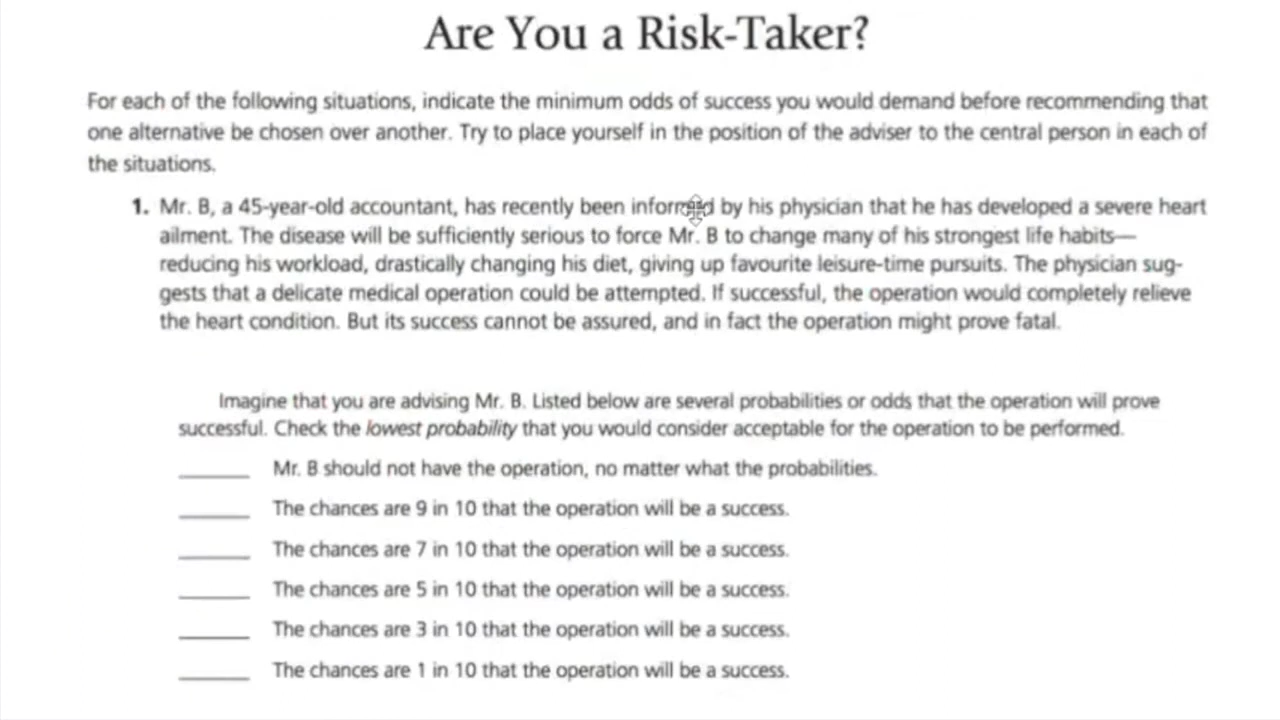 Are You a Risk-Taker?
For each of the following situations, indicate the minimum odds of success you would demand before recommending that
one alternative be chosen over another. Try to place yourself in the position of the adviser to the central person in each of
the situations.
1. Mr. B, a 45-year-old accountant, has recently been informed by his physician that he has developed a severe heart
ailment. The disease will be sufficiently serious to force Mr. B to change many of his strongest life habits—
reducing his workload, drastically changing his diet, giving up favourite leisure-time pursuits. The physician sug-
gests that a delicate medical operation could be attempted. If successful, the operation would completely relieve
the heart condition. But its success cannot be assured, and in fact the operation might prove fatal.
Imagine that you are advising Mr. B. Listed below are several probabilities or odds that the operation will prove
successful. Check the lowest probability that you would consider acceptable for the operation to be performed.
______ Mr. B should not have the operation, no matter what the probabilities.
______ The chances are 9 in 10 that the operation will be a success.
______ The chances are 7 in 10 that the operation will be a success.
______ The chances are 5 in 10 that the operation will be a success.
______ The chances are 3 in 10 that the operation will be a success.
______ The chances are 1 in 10 that the operation will be a success.